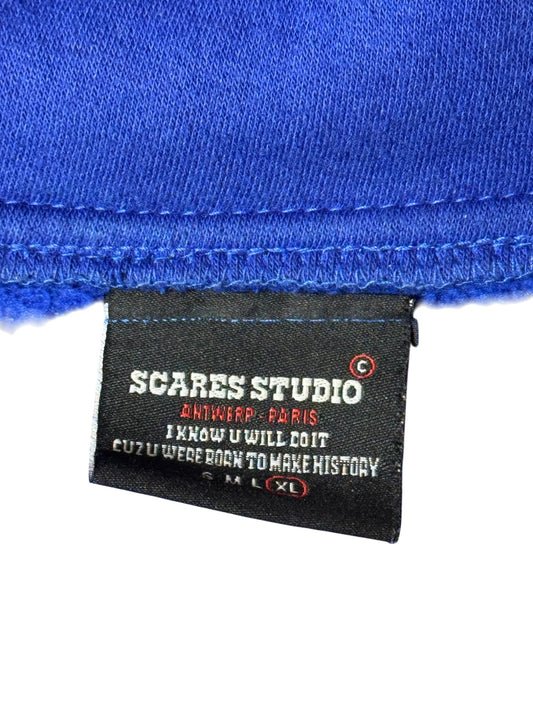 ©
SCARES STUDIO
ANTWERP - PARIS
I KNOW U WILL DO IT
CUZ U WERE BORN TO MAKE HISTORY
S M L XL